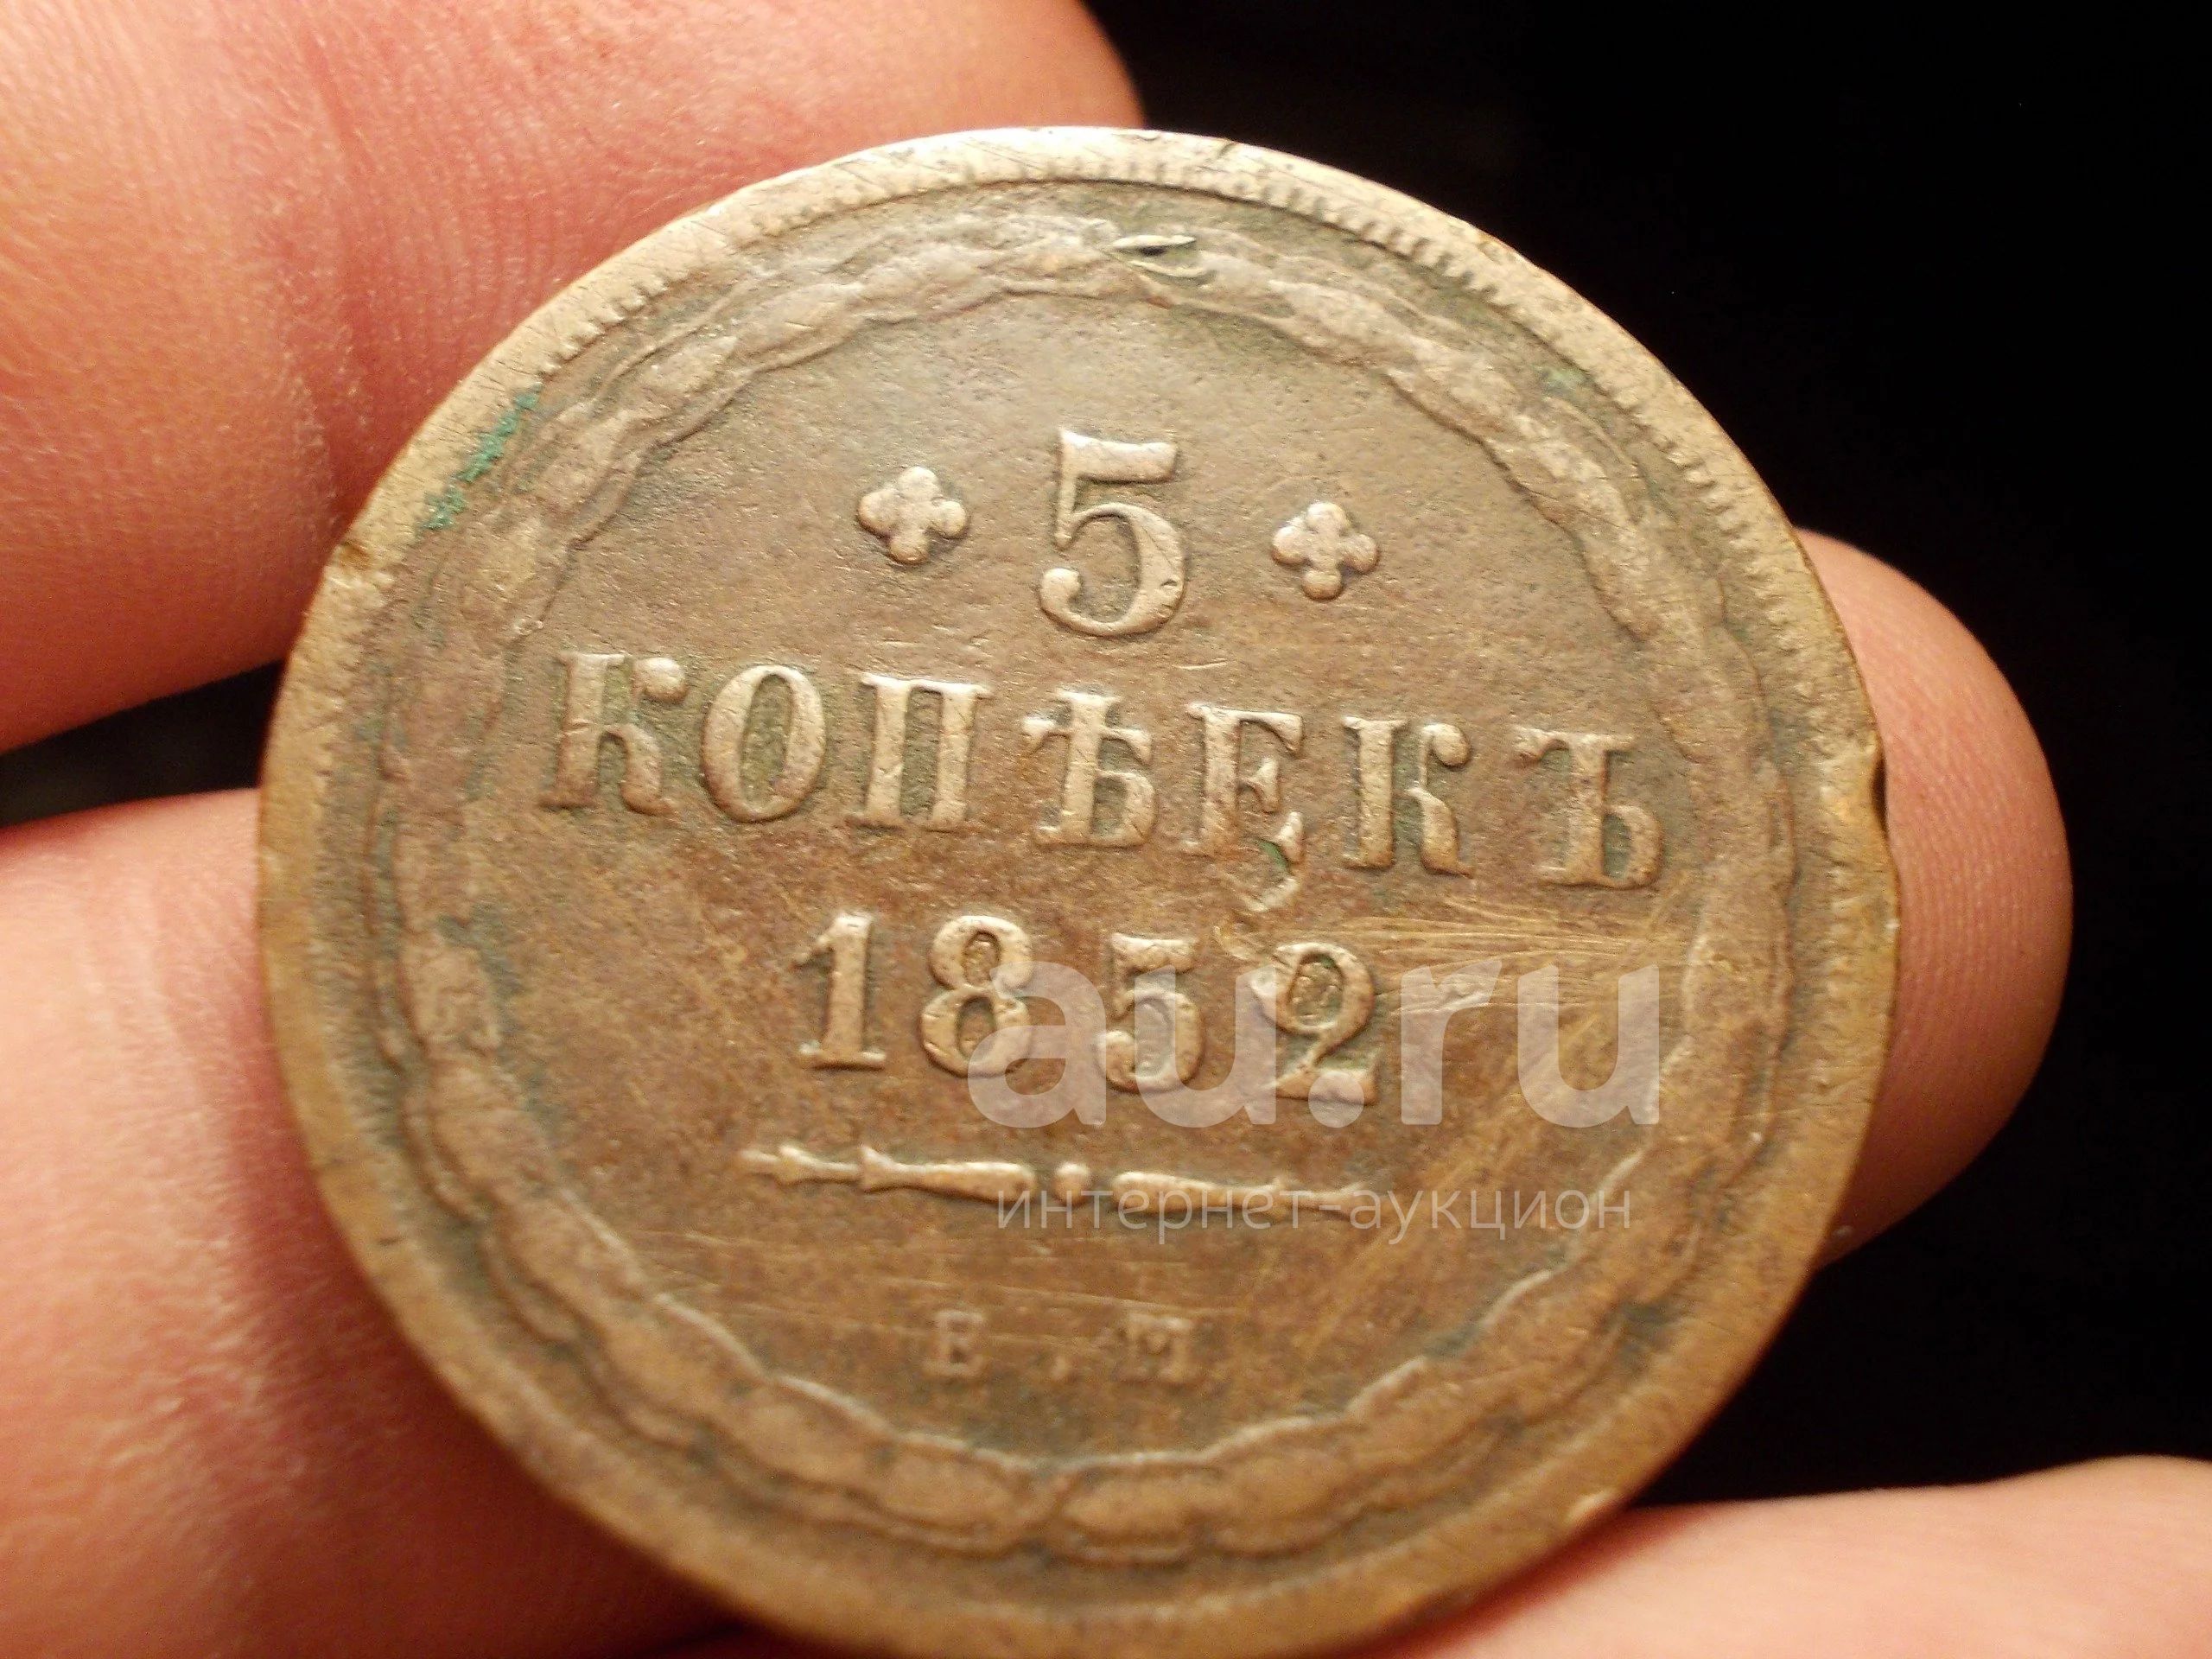 5
КОПѢЕКЪ
1852
au.ru
интернет-аукцион
Е.М